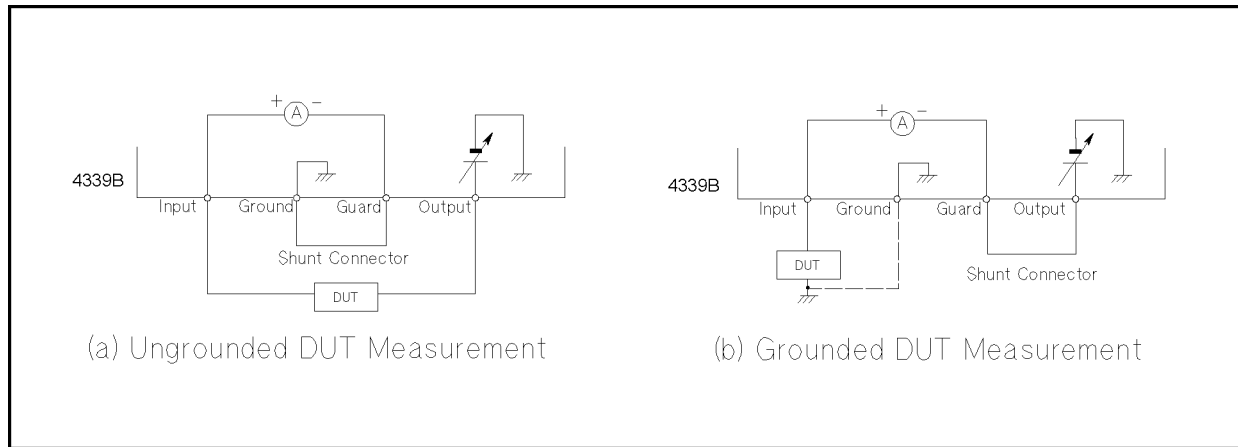 + A −
4339B
Input Ground Guard Output
Shunt Connector
DUT
(a) Ungrounded DUT Measurement
+ A −
4339B
Input Ground Guard Output
DUT
Shunt Connector
(b) Grounded DUT Measurement